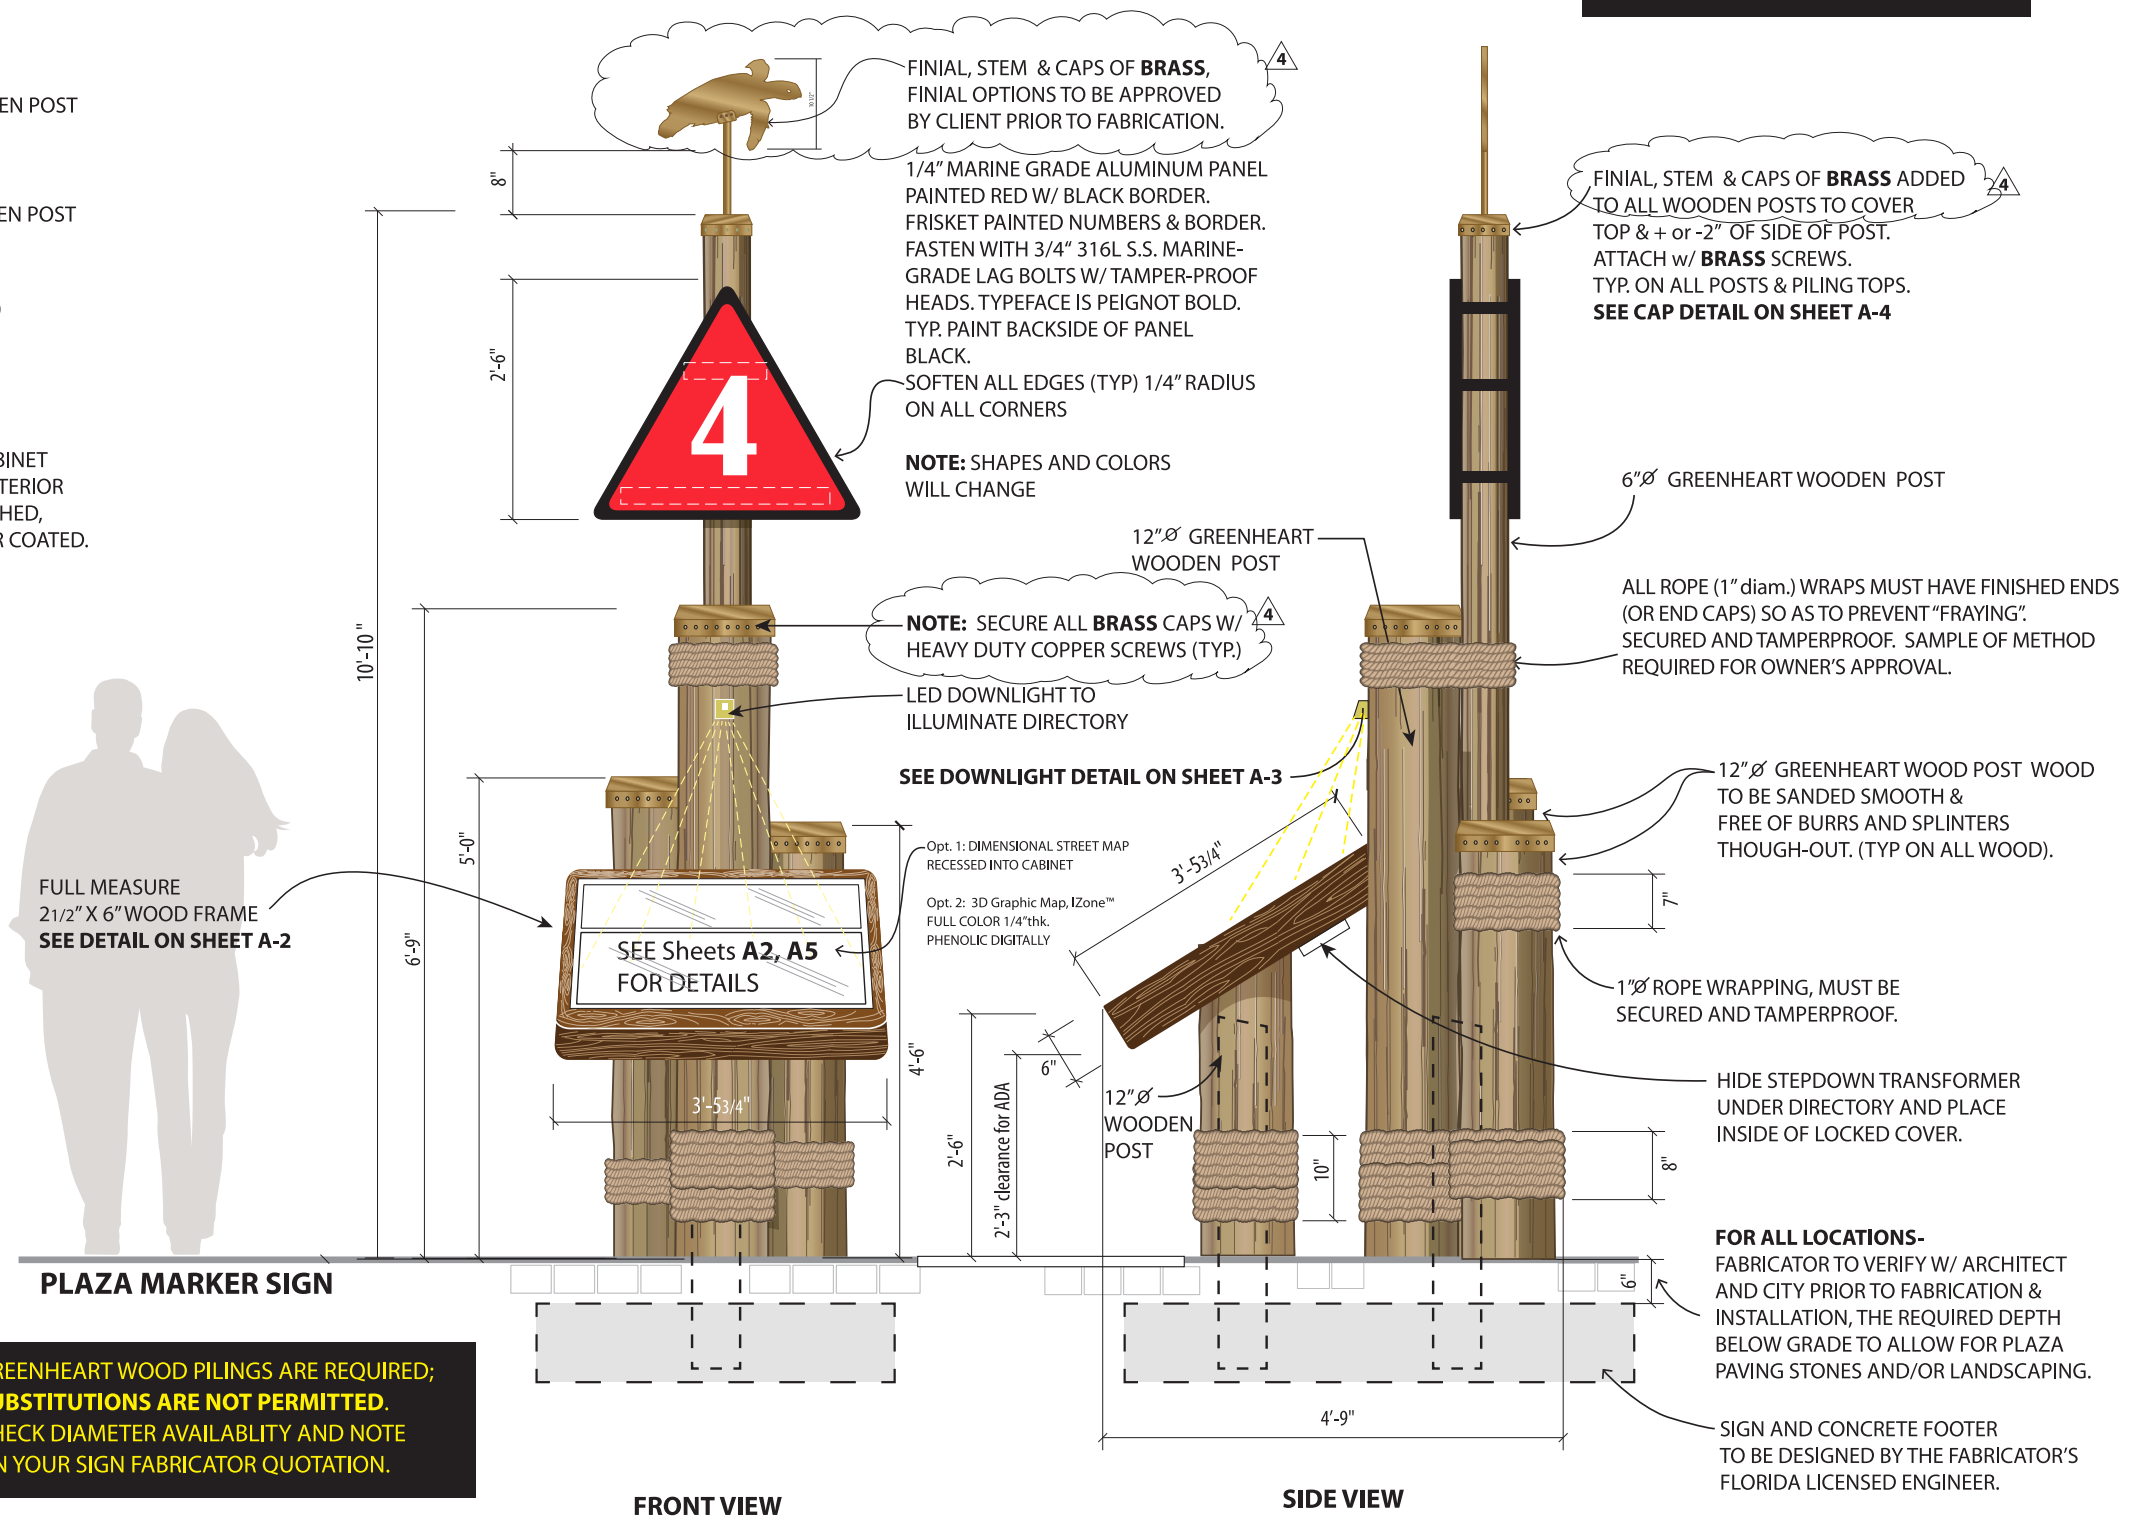 EN POST
EN POST
BINET
TERIOR
HED,
R COATED.
FULL MEASURE
21/2" X 6" WOOD FRAME
SEE DETAIL ON SHEET A-2
PLAZA MARKER SIGN
REENHEART WOOD PILINGS ARE REQUIRED;
UBSTITUTIONS ARE NOT PERMITTED.
HECK DIAMETER AVAILABLITY AND NOTE
N YOUR SIGN FABRICATOR QUOTATION.
10'-10 "
6'-9"
5'-0"
8"
2'-6"
10 1/2"
4
FINIAL, STEM & CAPS OF BRASS,
FINIAL OPTIONS TO BE APPROVED
BY CLIENT PRIOR TO FABRICATION.
4
1/4" MARINE GRADE ALUMINUM PANEL
PAINTED RED W/ BLACK BORDER.
FRISKET PAINTED NUMBERS & BORDER.
FASTEN WITH 3/4" 316L S.S. MARINE-
GRADE LAG BOLTS W/ TAMPER-PROOF
HEADS. TYPEFACE IS PEIGNOT BOLD.
TYP. PAINT BACKSIDE OF PANEL
BLACK.
SOFTEN ALL EDGES (TYP) 1/4" RADIUS
ON ALL CORNERS
NOTE: SHAPES AND COLORS
WILL CHANGE
12"Ø GREENHEART
WOODEN POST
NOTE: SECURE ALL BRASS CAPS W/
HEAVY DUTY COPPER SCREWS (TYP.)
4
LED DOWNLIGHT TO
ILLUMINATE DIRECTORY
SEE DOWNLIGHT DETAIL ON SHEET A-3
Opt. 1: DIMENSIONAL STREET MAP
RECESSED INTO CABINET
Opt. 2: 3D Graphic Map, IZone™
FULL COLOR 1/4"thk.
PHENOLIC DIGITALLY
SEE Sheets A2, A5
FOR DETAILS
3'-53/4"
4'-6"
2'-6"
2'-3" clearance for ADA
6"
3'-53/4"
12"Ø
WOODEN
POST
10"
4'-9"
FRONT VIEW
SIDE VIEW
FINIAL, STEM & CAPS OF BRASS ADDED
TO ALL WOODEN POSTS TO COVER
TOP & + or -2" OF SIDE OF POST.
ATTACH w/ BRASS SCREWS.
TYP. ON ALL POSTS & PILING TOPS.
SEE CAP DETAIL ON SHEET A-4
4
6"Ø GREENHEART WOODEN POST
ALL ROPE (1" diam.) WRAPS MUST HAVE FINISHED ENDS
(OR END CAPS) SO AS TO PREVENT "FRAYING".
SECURED AND TAMPERPROOF. SAMPLE OF METHOD
REQUIRED FOR OWNER'S APPROVAL.
12"Ø GREENHEART WOOD POST WOOD
TO BE SANDED SMOOTH &
FREE OF BURRS AND SPLINTERS
THOUGH-OUT. (TYP ON ALL WOOD).
7"
1"Ø ROPE WRAPPING, MUST BE
SECURED AND TAMPERPROOF.
HIDE STEPDOWN TRANSFORMER
UNDER DIRECTORY AND PLACE
INSIDE OF LOCKED COVER.
8"
6"
FOR ALL LOCATIONS-
FABRICATOR TO VERIFY W/ ARCHITECT
AND CITY PRIOR TO FABRICATION &
INSTALLATION, THE REQUIRED DEPTH
BELOW GRADE TO ALLOW FOR PLAZA
PAVING STONES AND/OR LANDSCAPING.
SIGN AND CONCRETE FOOTER
TO BE DESIGNED BY THE FABRICATOR'S
FLORIDA LICENSED ENGINEER.